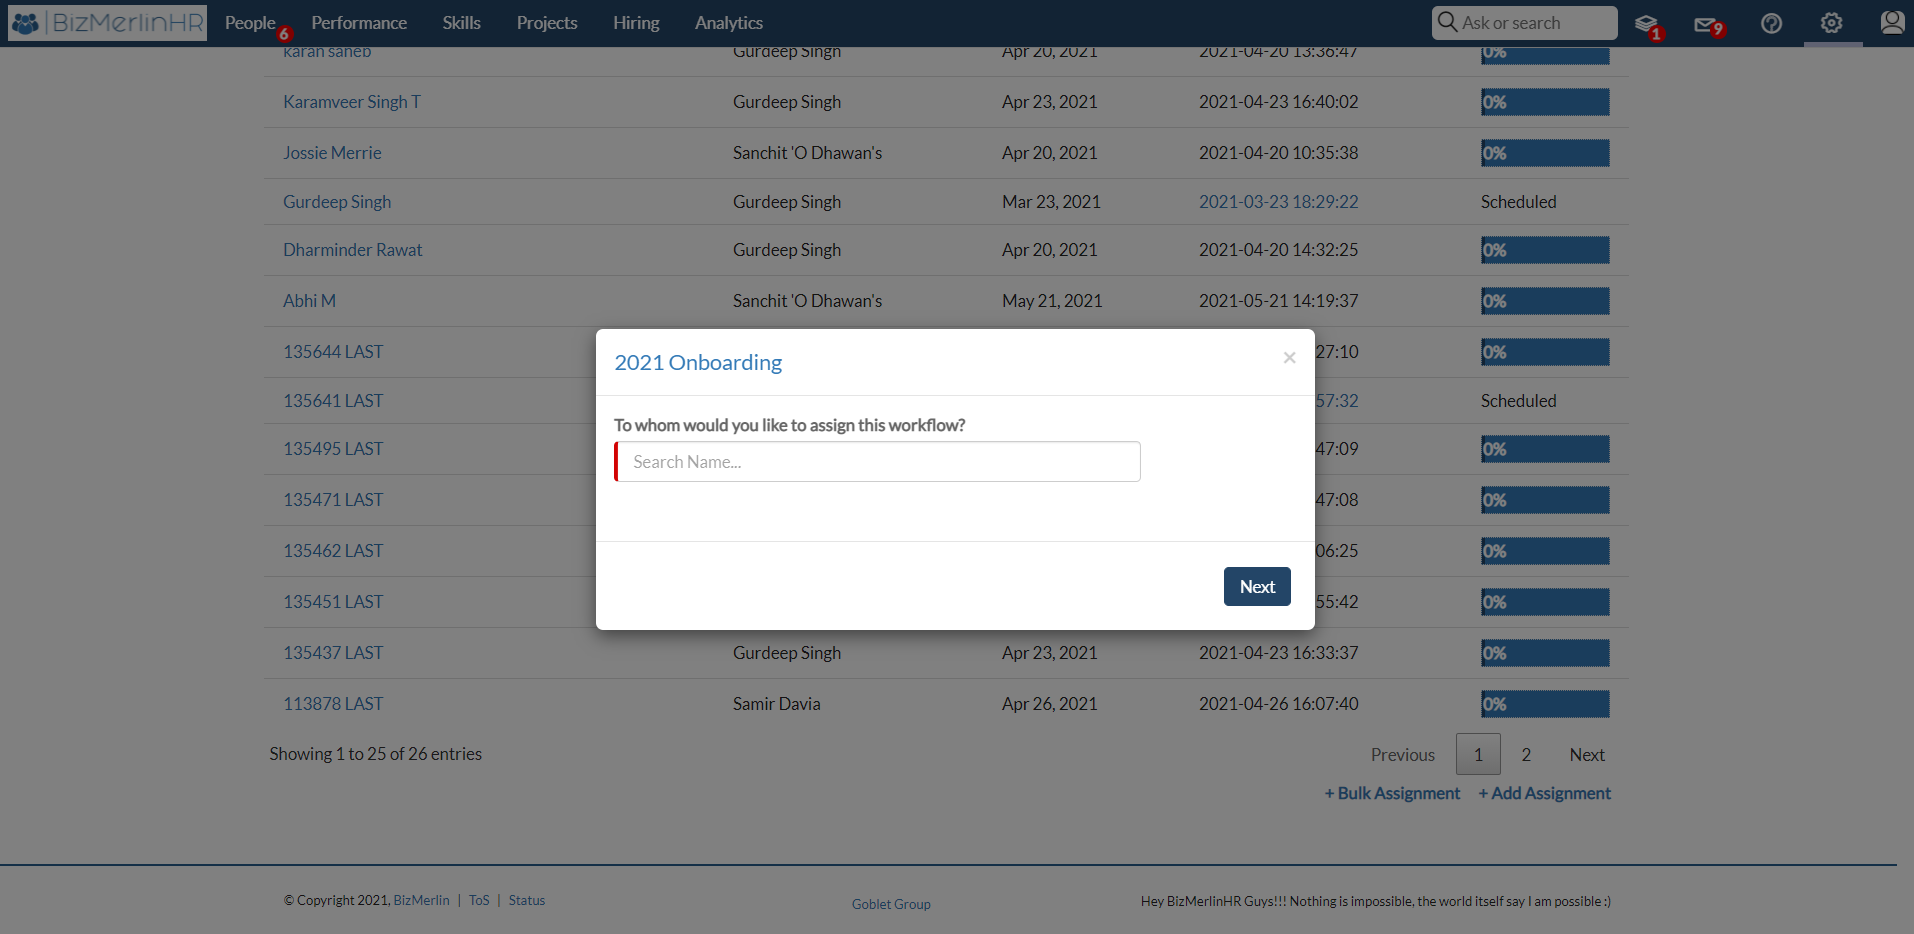 BizMerlinHR People 6 Performance Skills Projects Hiring Analytics Ask or search 1 9
karan saheb Gurdeep Singh Apr 20, 2021 2021-04-20 13:36:47 0%
Karamveer Singh T Gurdeep Singh Apr 23, 2021 2021-04-23 16:40:02 0%
Jossie Merrie Sanchit 'O Dhawan's Apr 20, 2021 2021-04-20 10:35:38 0%
Gurdeep Singh Gurdeep Singh Mar 23, 2021 2021-03-23 18:29:22 Scheduled
Dharminder Rawat Gurdeep Singh Apr 20, 2021 2021-04-20 14:32:25 0%
Abhi M Sanchit 'O Dhawan's May 21, 2021 2021-05-21 14:19:37 0%
135644 LAST 27:10 0%
2021 Onboarding ×
135641 LAST 57:32 Scheduled
To whom would you like to assign this workflow?
135495 LAST 47:09 0%
Search Name...
135471 LAST 47:08 0%
135462 LAST 06:25 0%
Next
135451 LAST 55:42 0%
135437 LAST Gurdeep Singh Apr 23, 2021 2021-04-23 16:33:37 0%
113878 LAST Samir Davia Apr 26, 2021 2021-04-26 16:07:40 0%
Showing 1 to 25 of 26 entries Previous 1 2 Next
+ Bulk Assignment + Add Assignment
© Copyright 2021, BizMerlin | ToS | Status Goblet Group Hey BizMerlinHR Guys!!! Nothing is impossible, the world itself say I am possible :)